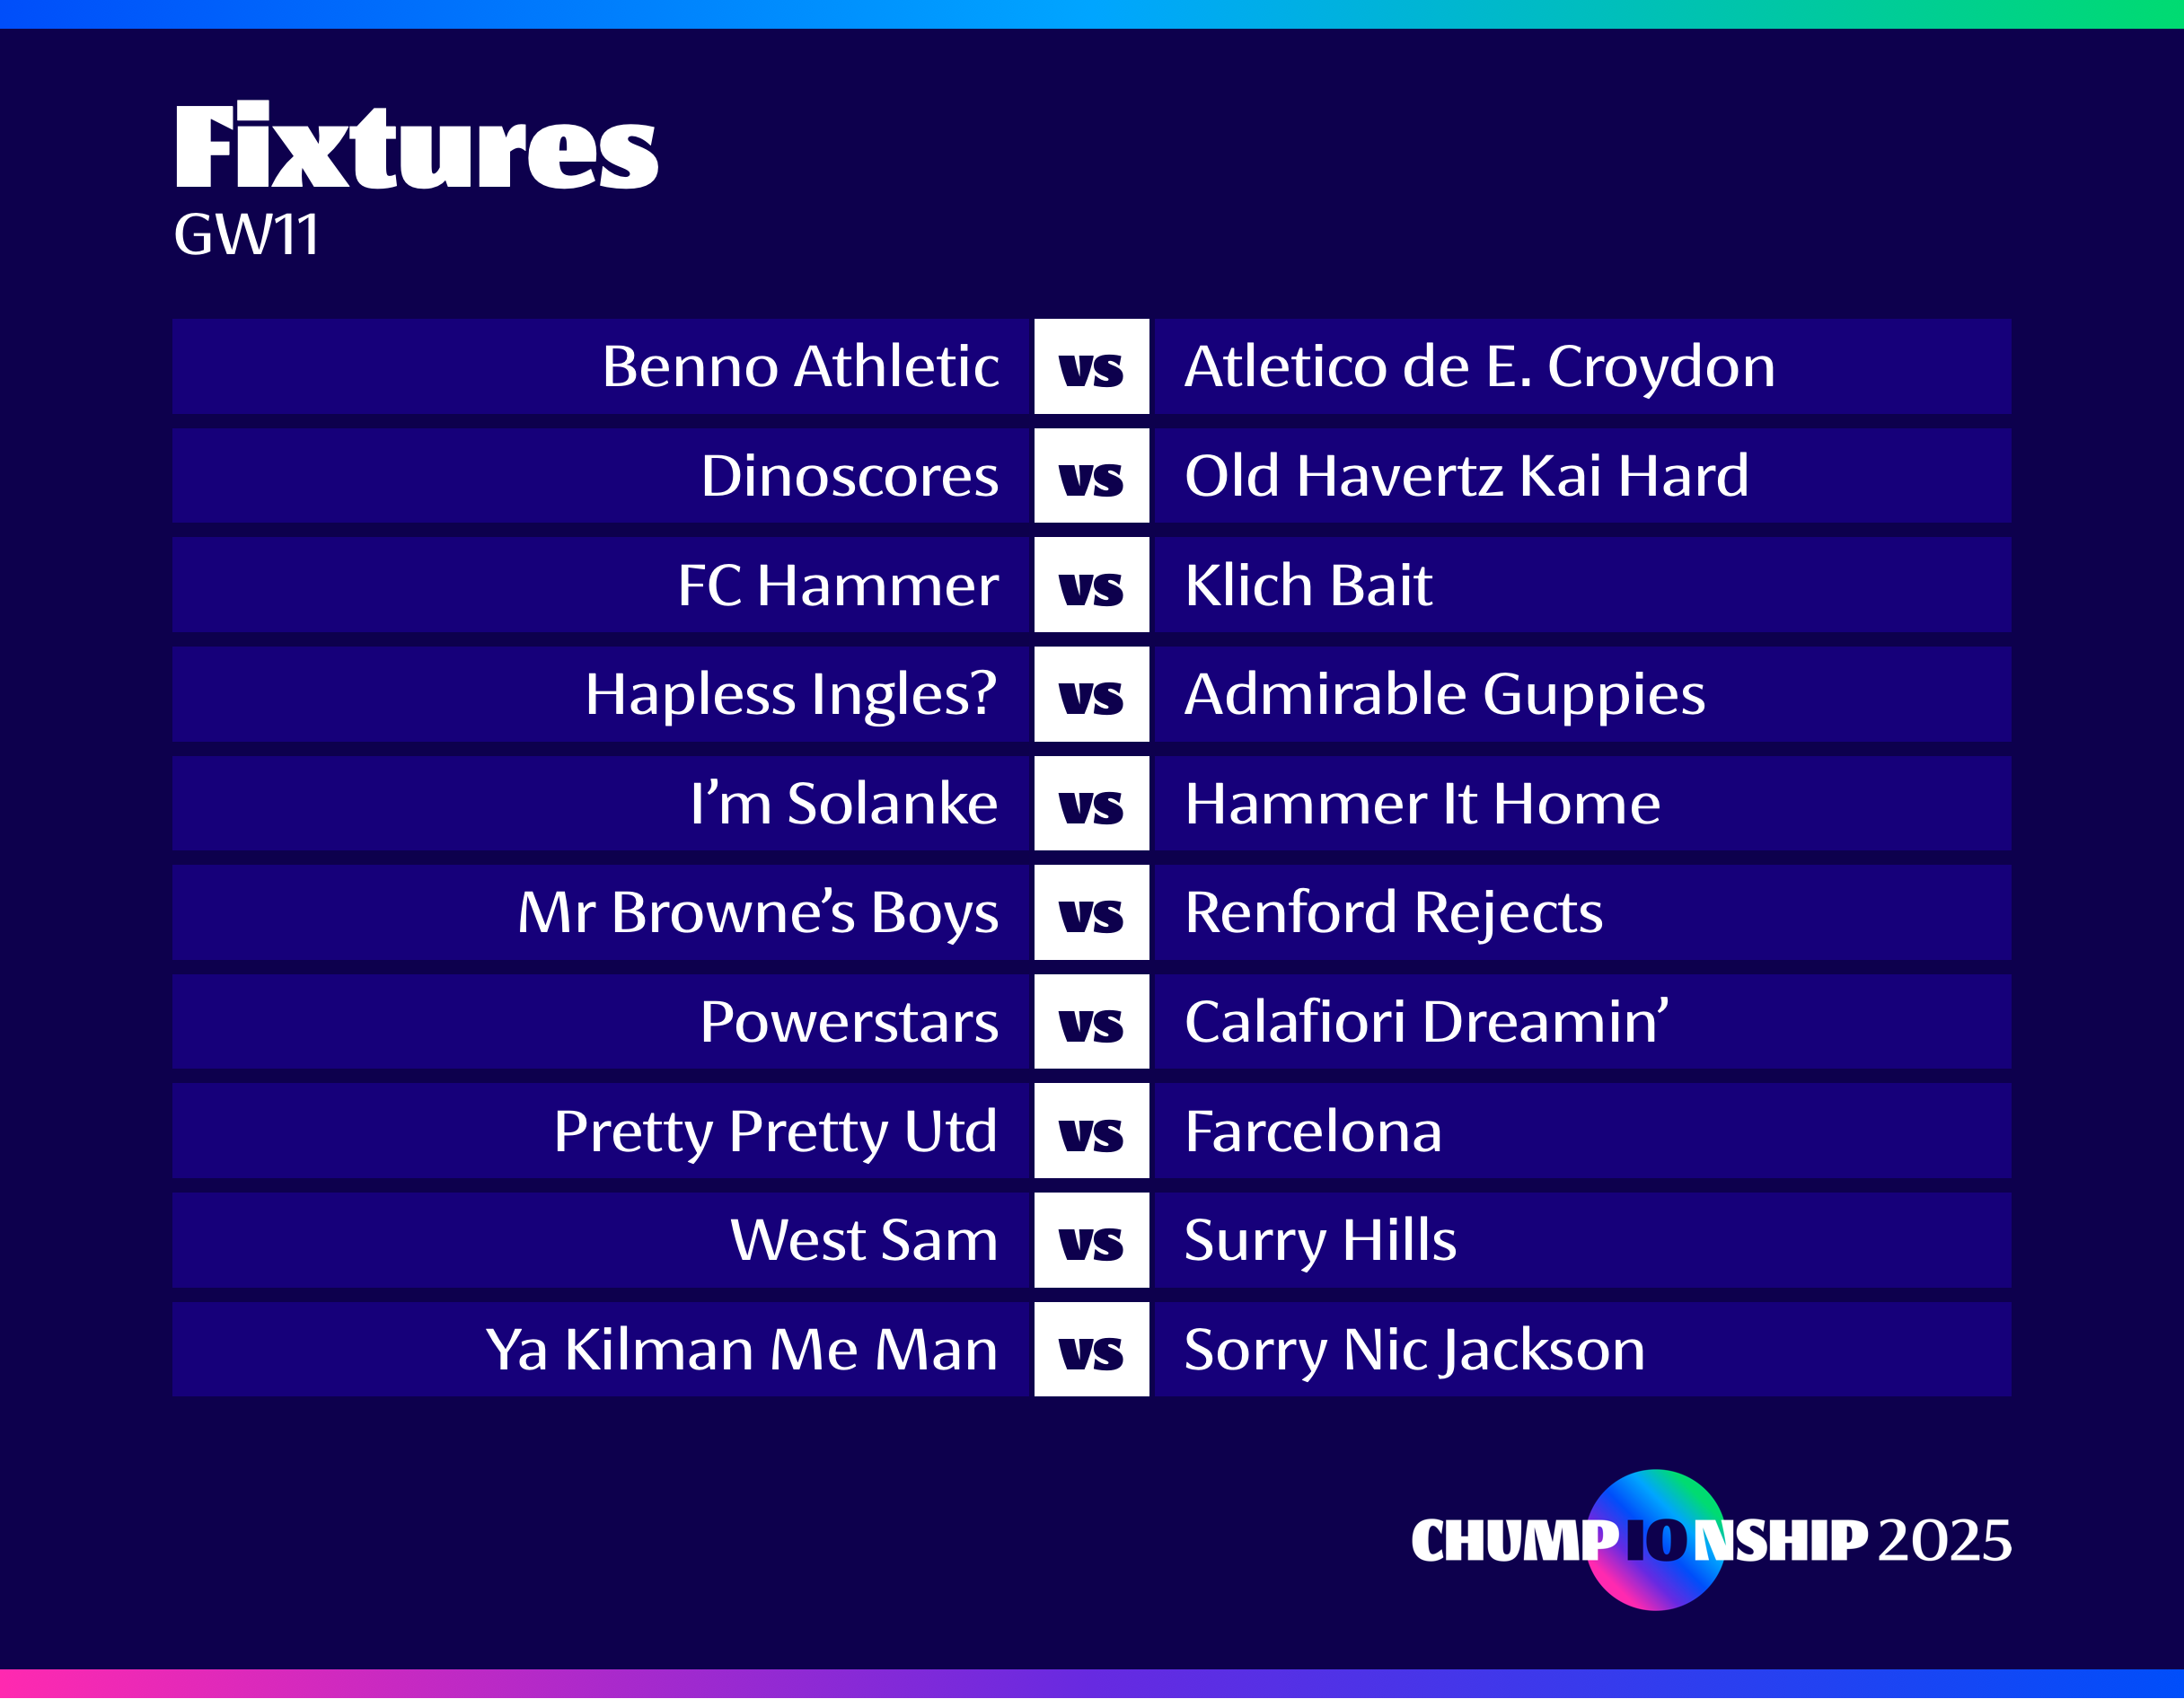 Fixtures
GW11
Benno Athletic vs Atletico de E. Croydon
Dinoscores vs Old Havertz Kai Hard
FC Hammer vs Klich Bait
Hapless Ingles? vs Admirable Guppies
I’m Solanke vs Hammer It Home
Mr Browne’s Boys vs Renford Rejects
Powerstars vs Calafiori Dreamin’
Pretty Pretty Utd vs Farcelona
West Sam vs Surry Hills
Ya Kilman Me Man vs Sorry Nic Jackson
CHUMPIONSHIP 2025